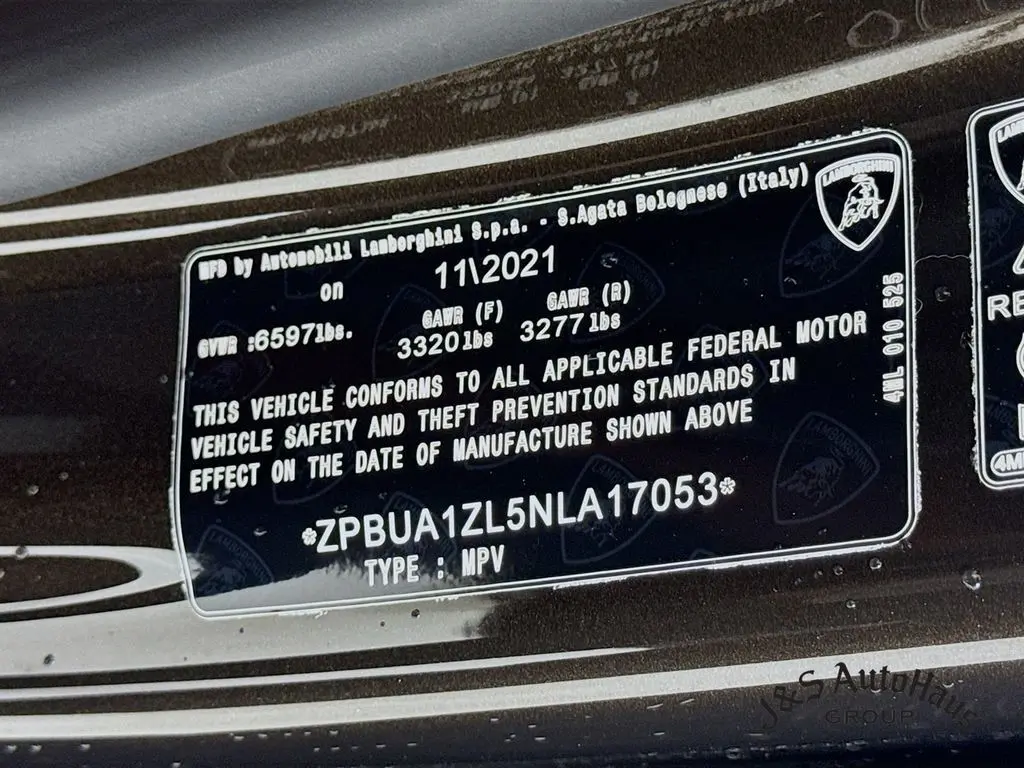 MFD by Automobili Lamborghini S.p.a. - S.Agata Bolognese (Italy)
LAMBORGHINI
on 11\2021
GAWR (F) GAWR (R)
GVWR :6597lbs. 3320lbs 3277lbs
THIS VEHICLE CONFORMS TO ALL APPLICABLE FEDERAL MOTOR
VEHICLE SAFETY AND THEFT PREVENTION STANDARDS IN
EFFECT ON THE DATE OF MANUFACTURE SHOWN ABOVE
*ZPBUA1ZL5NLA17053*
TYPE : MPV
4ML 010 525
J&S AutoHaus
GROUP